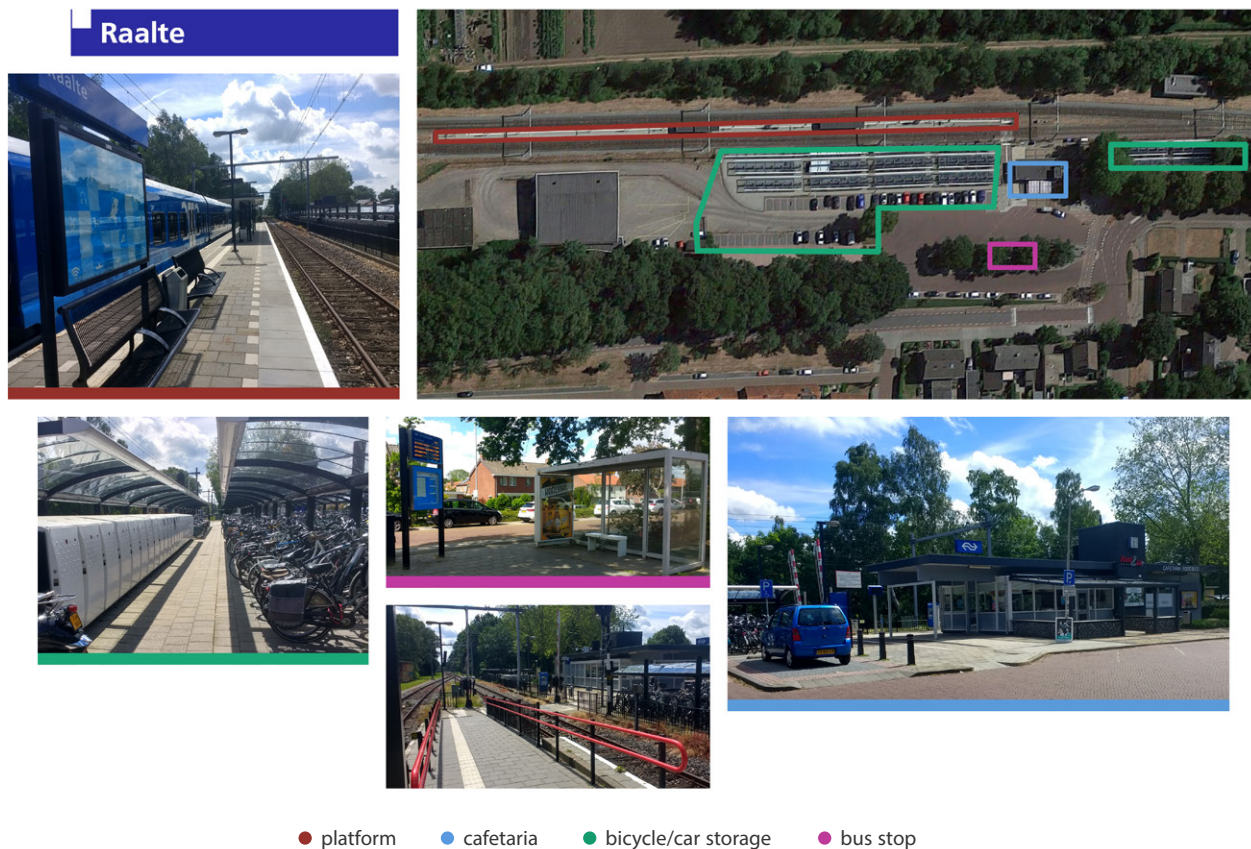 Raalte
Raalte
platform
cafetaria
bicycle/car storage
bus stop